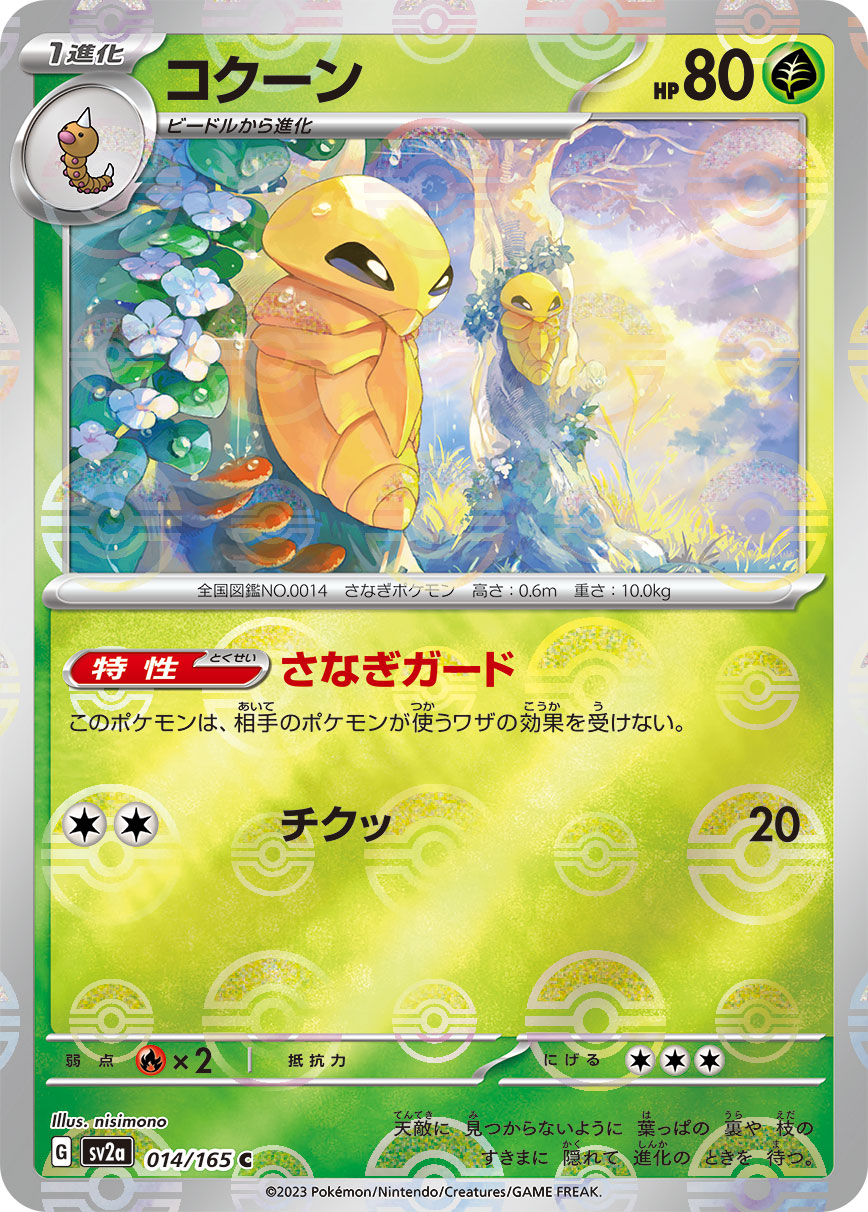 1進化
コクーン
HP80
ビードルから進化
全国図鑑NO.0014 さなぎポケモン 高さ:0.6m 重さ:10.0kg
特性 とくせい さなぎガード
このポケモンは、相手のポケモンが使うワザの効果を受けない。
チクッ 20
弱点 ×2 抵抗力 にげる
Illus. nisimono
G sv2a 014/165 C
天敵に 見つからないように 葉っぱの 裏や 枝の
すきまに 隠れて 進化の ときを 待つ。
©2023 Pokémon/Nintendo/Creatures/GAME FREAK.